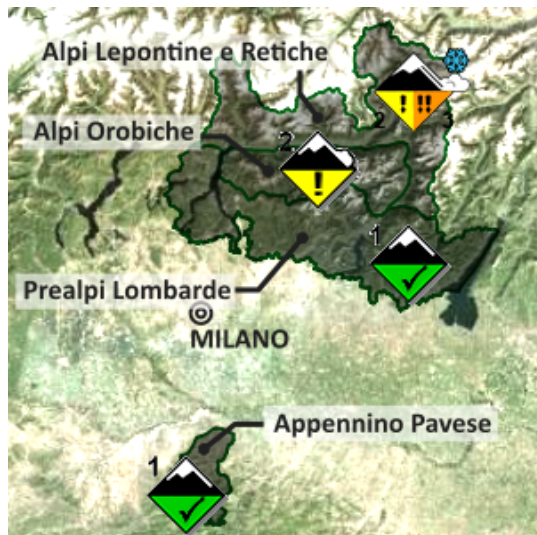 Alpi Lepontine e Retiche
! !!
2 3
Alpi Orobiche
2
!
1
Prealpi Lombarde
MILANO
Appennino Pavese
1